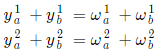 y_a^1 + y_b^1 = ω_a^1 + ω_b^1
y_a^2 + y_b^2 = ω_a^2 + ω_b^2